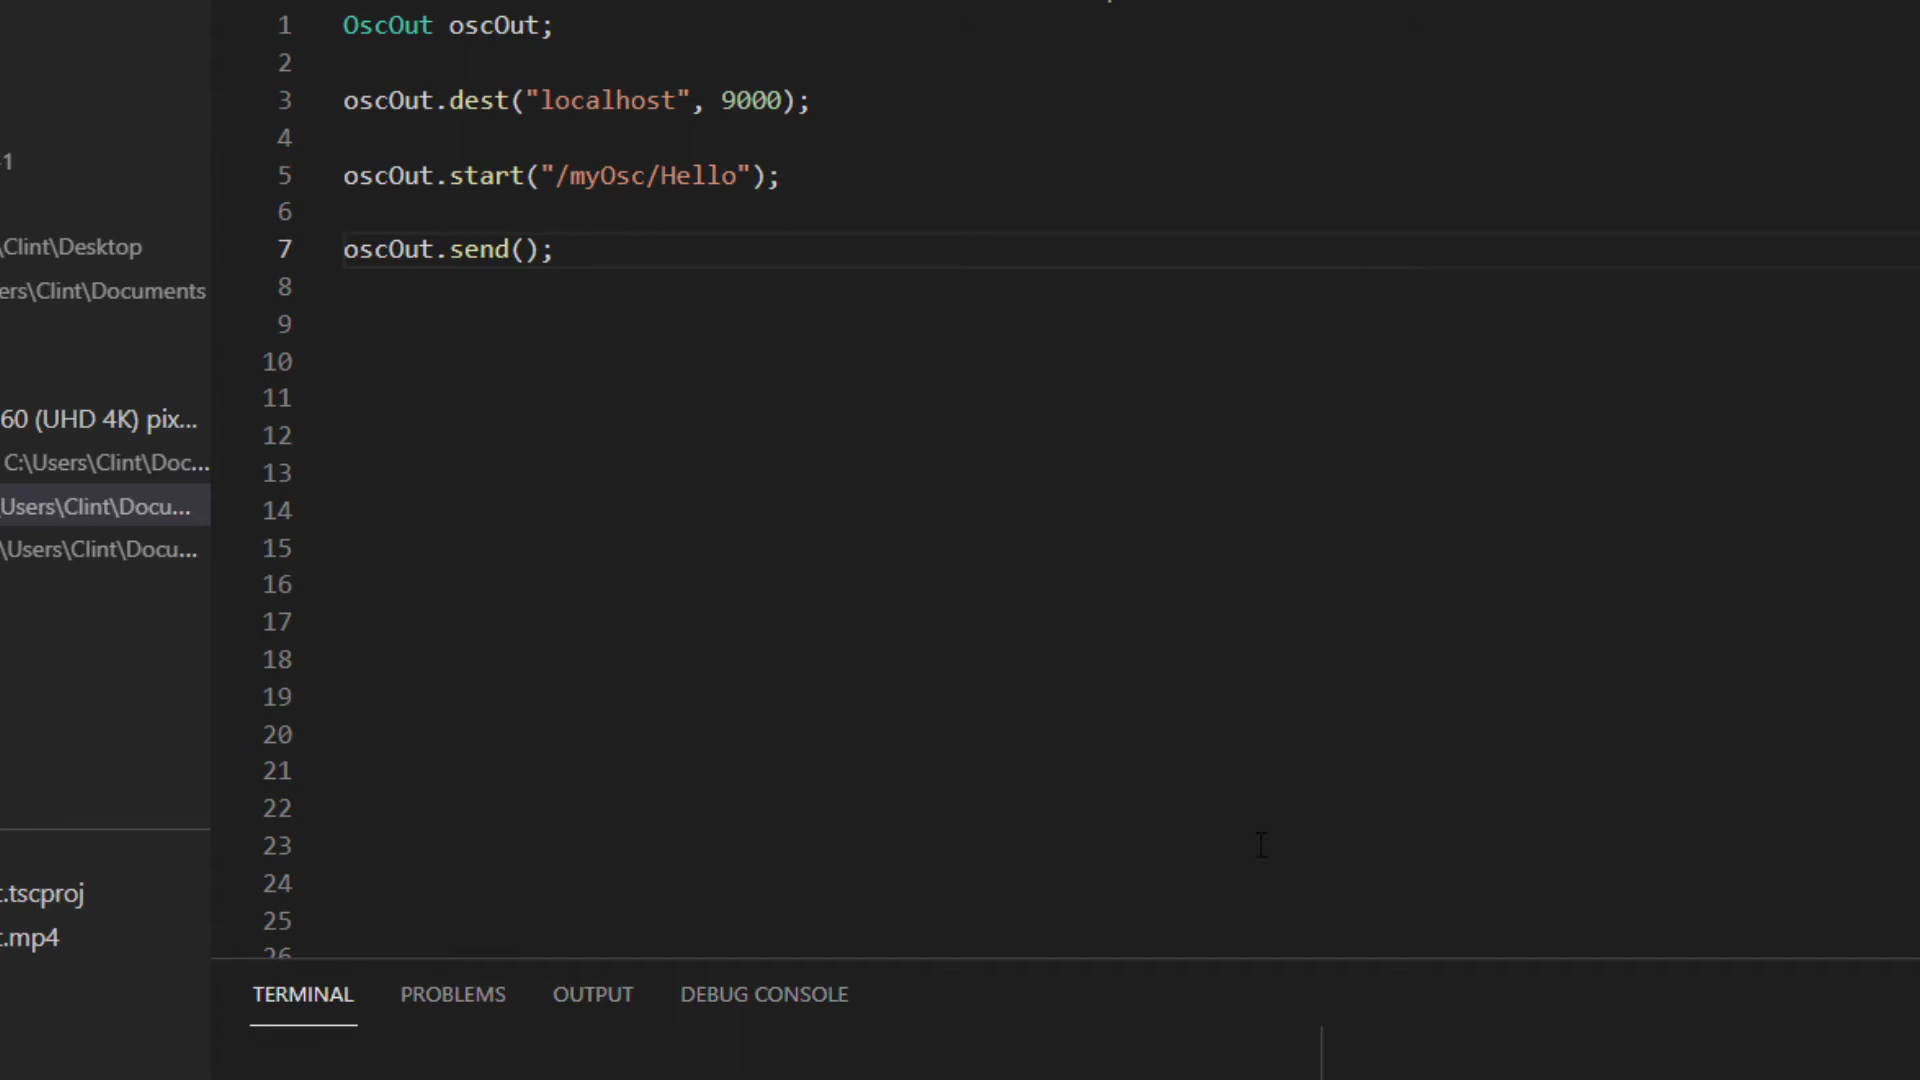 1 OscOut oscOut;
2
3 oscOut.dest("localhost", 9000);
4
5 oscOut.start("/myOsc/Hello");
6
7 oscOut.send();
8
9
10
11
12
13
14
15
16
17
18
19
20
21
22
23
24
25
26
-1
\Clint\Desktop
ers\Clint\Documents
60 (UHD 4K) pix...
C:\Users\Clint\Doc...
Users\Clint\Docu...
\Users\Clint\Docu...
t.tscproj
t.mp4
TERMINAL PROBLEMS OUTPUT DEBUG CONSOLE